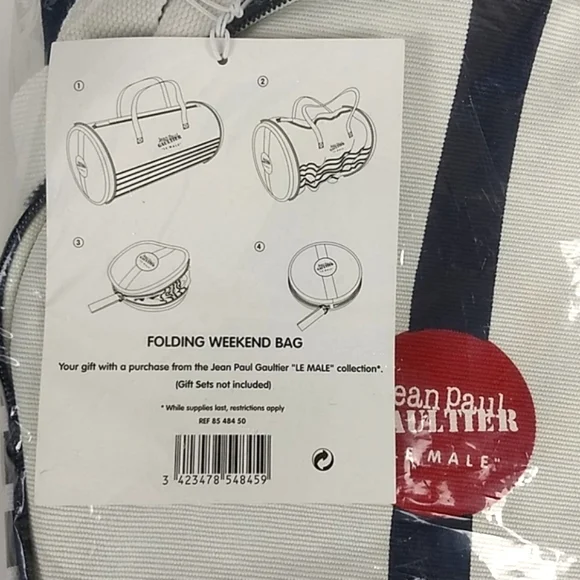 ①
②
Jean Paul
GAULTIER
"LE MALE"
③
④
FOLDING WEEKEND BAG
Your gift with a purchase from the Jean Paul Gaultier "LE MALE" collection*.
(Gift Sets not included)
* While supplies last, restrictions apply
REF 85 484 50
3 423478 548459
ean paul
AULTIER
E MALE"